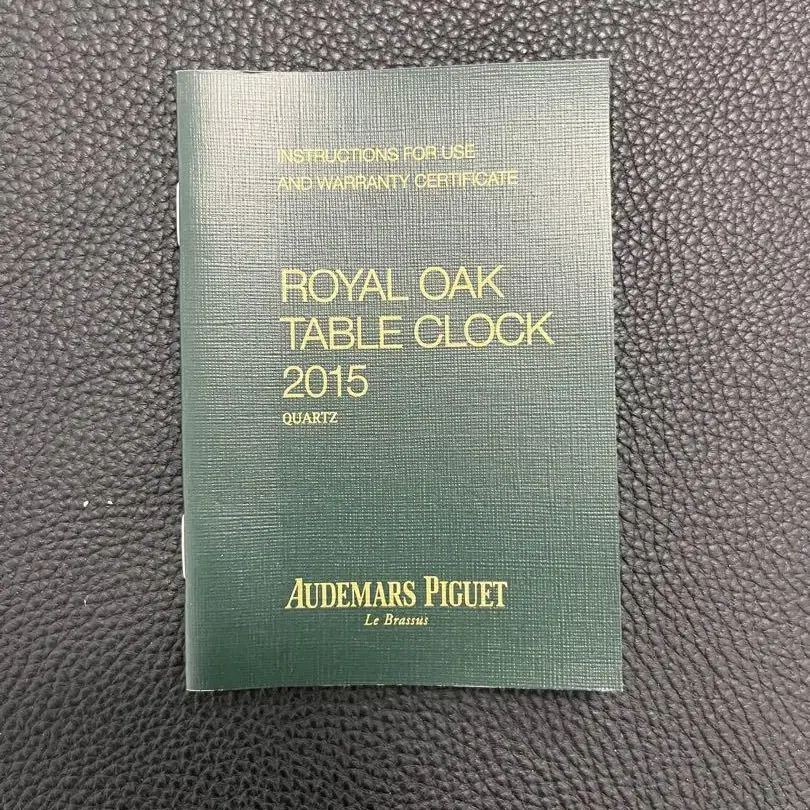 INSTRUCTIONS FOR USE
AND WARRANTY CERTIFICATE
ROYAL OAK
TABLE CLOCK
2015
QUARTZ
AUDEMARS PIGUET
Le Brassus